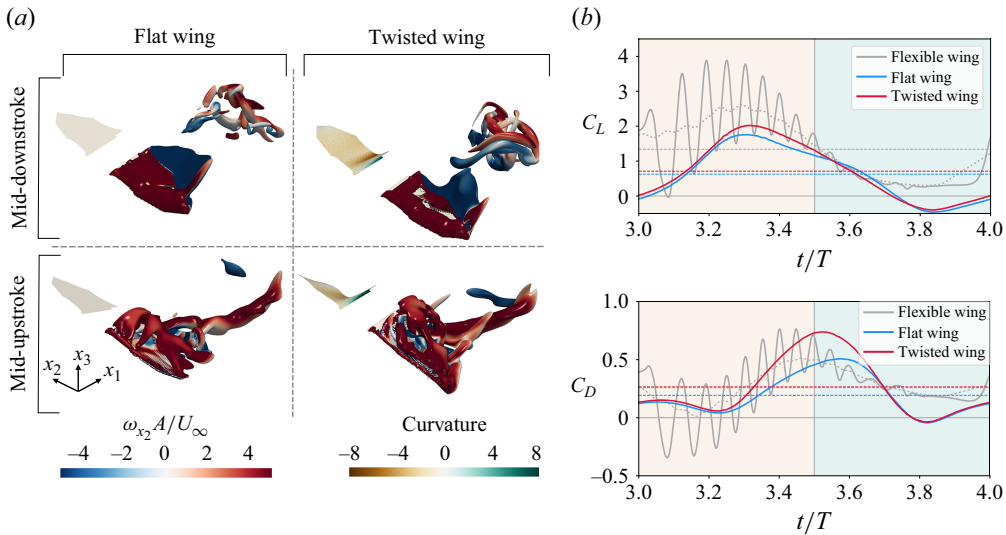 (a)
Flat wing
Twisted wing
Mid-downstroke
Mid-upstroke
x3
x2
x1
ωx2 A/U∞
–4 –2 0 2 4
Curvature
–8 –4 0 4 8
(b)
4
3
2
1
0
CL
Flexible wing
Flat wing
Twisted wing
3.0 3.2 3.4 3.6 3.8 4.0
t/T
1.0
0.5
0
–0.5
CD
Flexible wing
Flat wing
Twisted wing
3.0 3.2 3.4 3.6 3.8 4.0
t/T